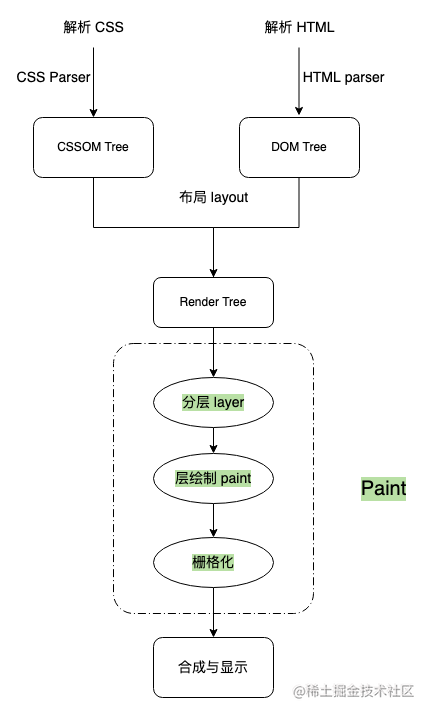 解析 CSS
解析 HTML
CSS Parser
HTML parser
CSSOM Tree
DOM Tree
布局 layout
Render Tree
分层 layer
层绘制 paint
Paint
栅格化
合成与显示
@稀土掘金技术社区